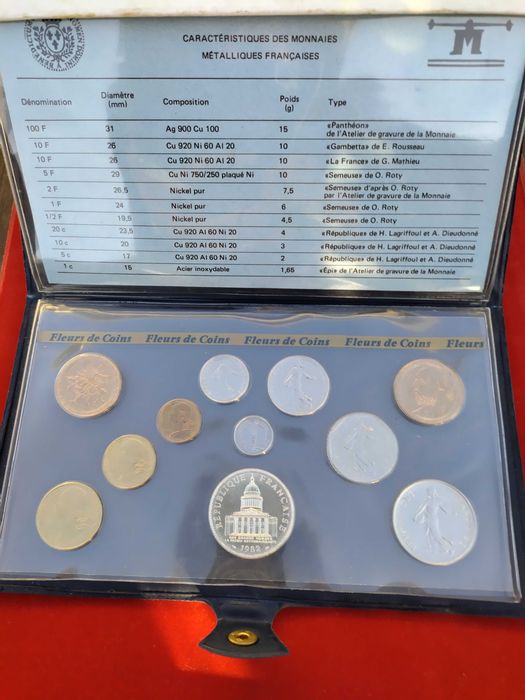 CARACTÉRISTIQUES DES MONNAIES
MÉTALLIQUES FRANÇAISES
M
Dénomination Diamètre (mm) Composition Poids (g) Type
100 F 31 Ag 900 Cu 100 15 «Panthéon» de l'Atelier de gravure de la Monnaie
10 F 26 Cu 920 Ni 60 Al 20 10 «Gambetta» de E. Rousseau
10 F 26 Cu 920 Ni 60 Al 20 10 «La France» de G. Mathieu
5 F 29 Cu Ni 750/250 plaqué Ni 10 «Semeuse» de O. Roty
2 F 26,5 Nickel pur 7,5 «Semeuse» d'après O. Roty par l'Atelier de gravure de la Monnaie
1 F 24 Nickel pur 6 «Semeuse» de O. Roty
1/2 F 19,5 Nickel pur 4,5 «Semeuse» de O. Roty
20 c 23,5 Cu 920 Al 60 Ni 20 4 «République» de H. Lagriffoul et A. Dieudonné
10 c 20 Cu 920 Al 60 Ni 20 3 «République» de H. Lagriffoul et A. Dieudonné
5 c 17 Cu 920 Al 60 Ni 20 2 «République» de H. Lagriffoul et A. Dieudonné
1 c 15 Acier inoxydable 1,65 «Épi» de l'Atelier de gravure de la Monnaie
Fleurs de Coins Fleurs de Coins Fleurs de Coins Fleurs de Coins Fleurs
RÉPUBLIQUE FRANÇAISE
1982